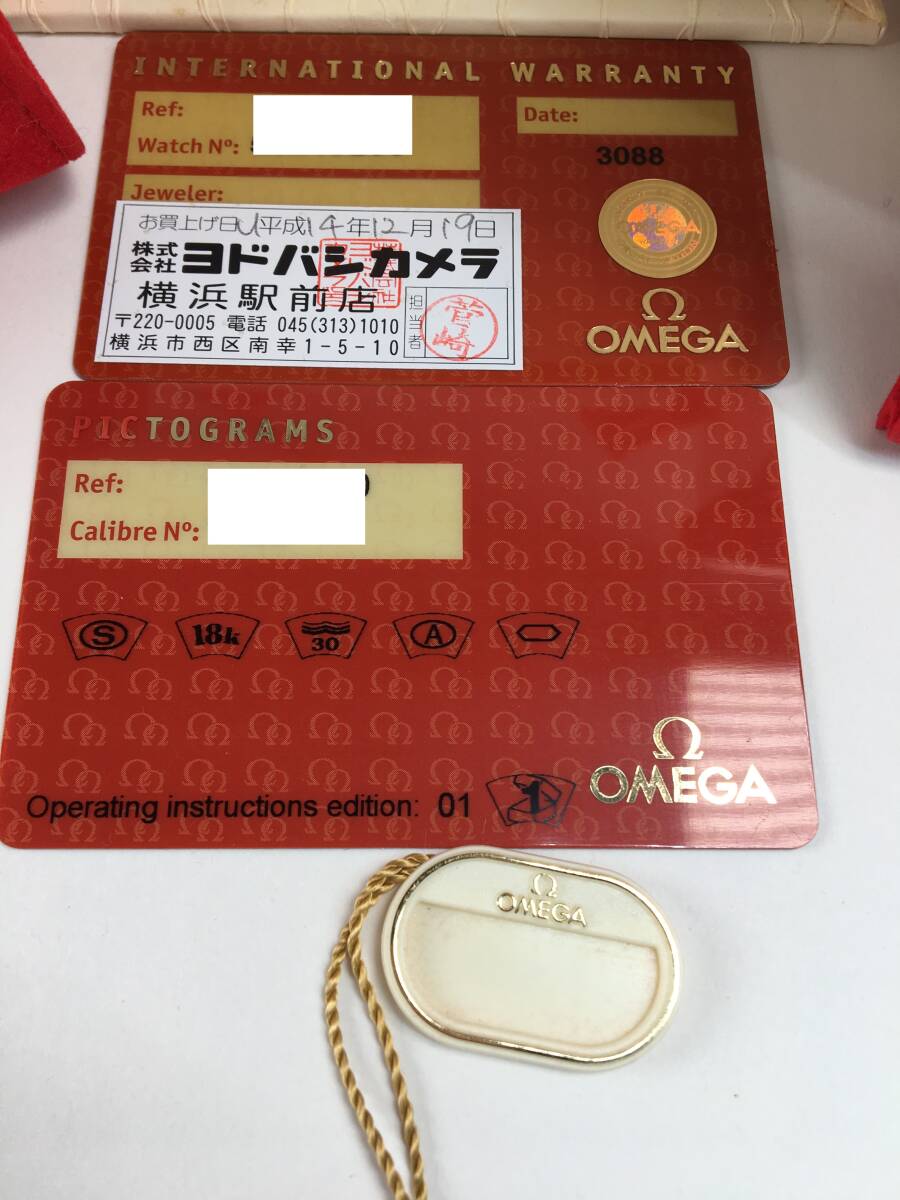 INTERNATIONAL WARRANTY
Ref:
Watch Nº:
Date:
3088
Jeweler:
お買上げ日 平成14年12月19日
株式会社 ヨドバシカメラ
横浜駅前店
〒220-0005 電話 045(313)1010
横浜市西区南幸1-5-10
担当者
菅崎
Ω
OMEGA
PICTOGRAMS
Ref:
Calibre Nº:
S
18k
30
A
Operating instructions edition: 01
Ω
OMEGA
Ω
OMEGA